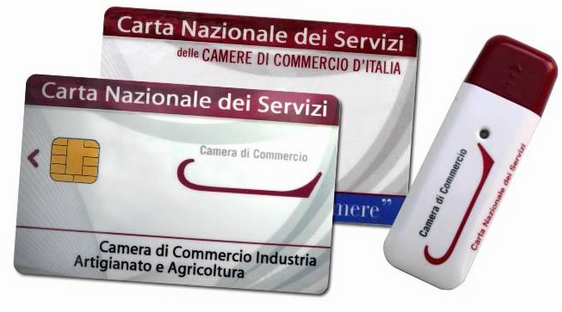 Carta Nazionale dei Servizi
delle CAMERE DI COMMERCIO D'ITALIA
mere”
Carta Nazionale dei Servizi
Camera di Commercio
Camera di Commercio Industria
Artigianato e Agricoltura
Camera di Commercio
Carta Nazionale dei Servizi